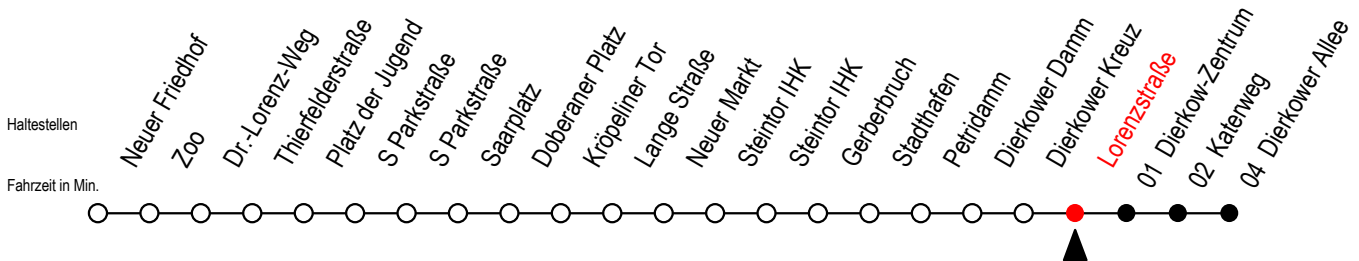 Haltestellen
Neuer Friedhof
Zoo
Dr.-Lorenz-Weg
Thierfelderstraße
Platz der Jugend
S Parkstraße
S Parkstraße
Saarplatz
Doberaner Platz
Kröpeliner Tor
Lange Straße
Neuer Markt
Steintor IHK
Steintor IHK
Gerberbruch
Stadthafen
Petridamm
Dierkower Damm
Dierkower Kreuz
Lorenzstraße
01 Dierkow-Zentrum
02 Katerweg
04 Dierkower Allee
Fahrzeit in Min.